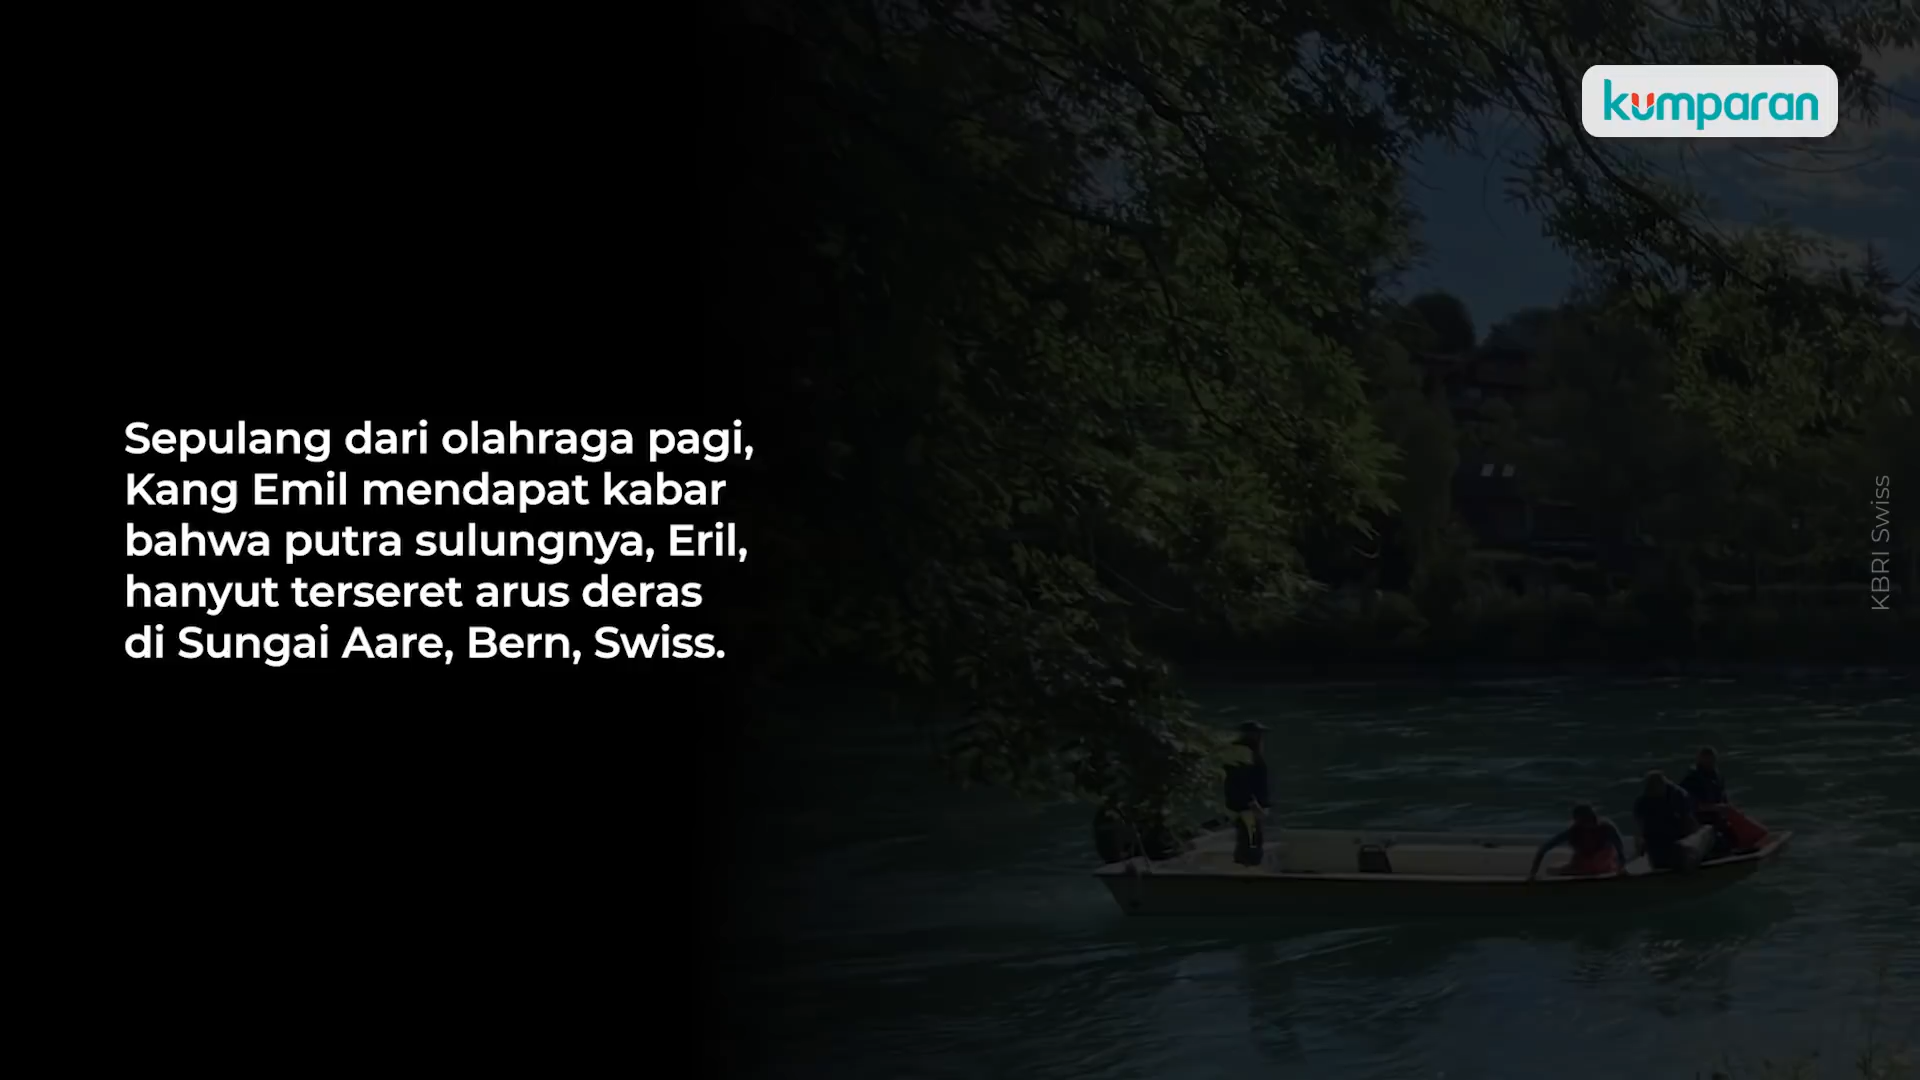 kumparan
Sepulang dari olahraga pagi,
Kang Emil mendapat kabar
bahwa putra sulungnya, Eril,
hanyut terseret arus deras
di Sungai Aare, Bern, Swiss.
KBRI Swiss